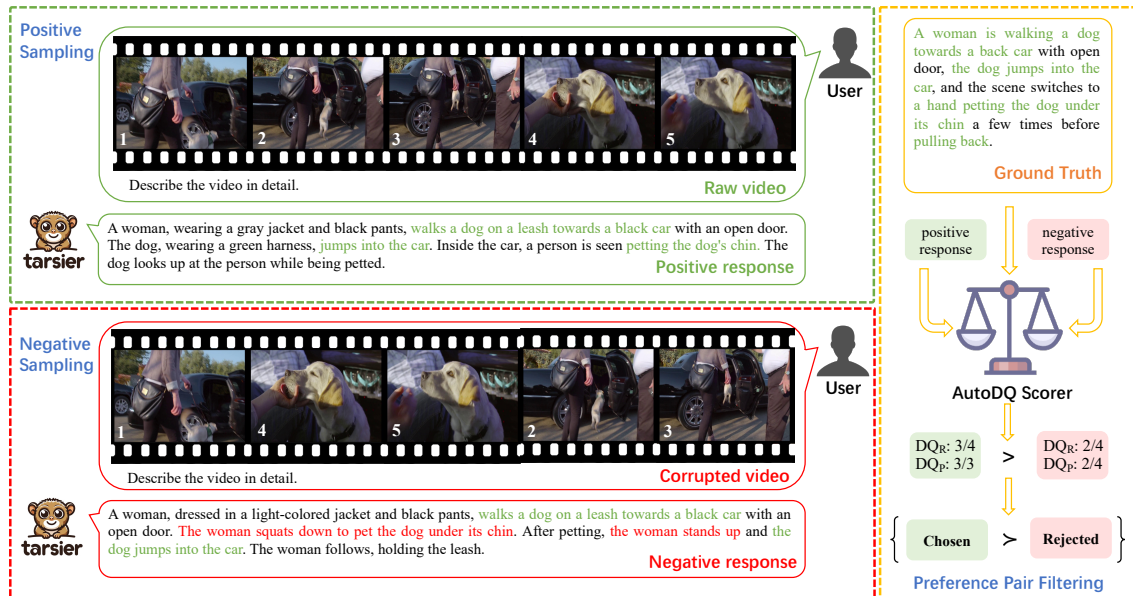 Positive
Sampling
1
2
3
4
5
User
Describe the video in detail.
Raw video
tarsier
A woman, wearing a gray jacket and black pants, walks a dog on a leash towards a black car with an open door.
The dog, wearing a green harness, jumps into the car. Inside the car, a person is seen petting the dog's chin. The
dog looks up at the person while being petted.
Positive response
Negative
Sampling
1
4
5
2
3
User
Describe the video in detail.
Corrupted video
tarsier
A woman, dressed in a light-colored jacket and black pants, walks a dog on a leash towards a black car with an
open door. The woman squats down to pet the dog under its chin. After petting, the woman stands up and the
dog jumps into the car. The woman follows, holding the leash.
Negative response
A woman is walking a dog
towards a back car with open
door, the dog jumps into the
car, and the scene switches to
a hand petting the dog under
its chin a few times before
pulling back.
Ground Truth
positive
response
negative
response
AutoDQ Scorer
DQR: 3/4
DQP: 3/3
>
DQR: 2/4
DQP: 2/4
{ Chosen ≻ Rejected }
Preference Pair Filtering